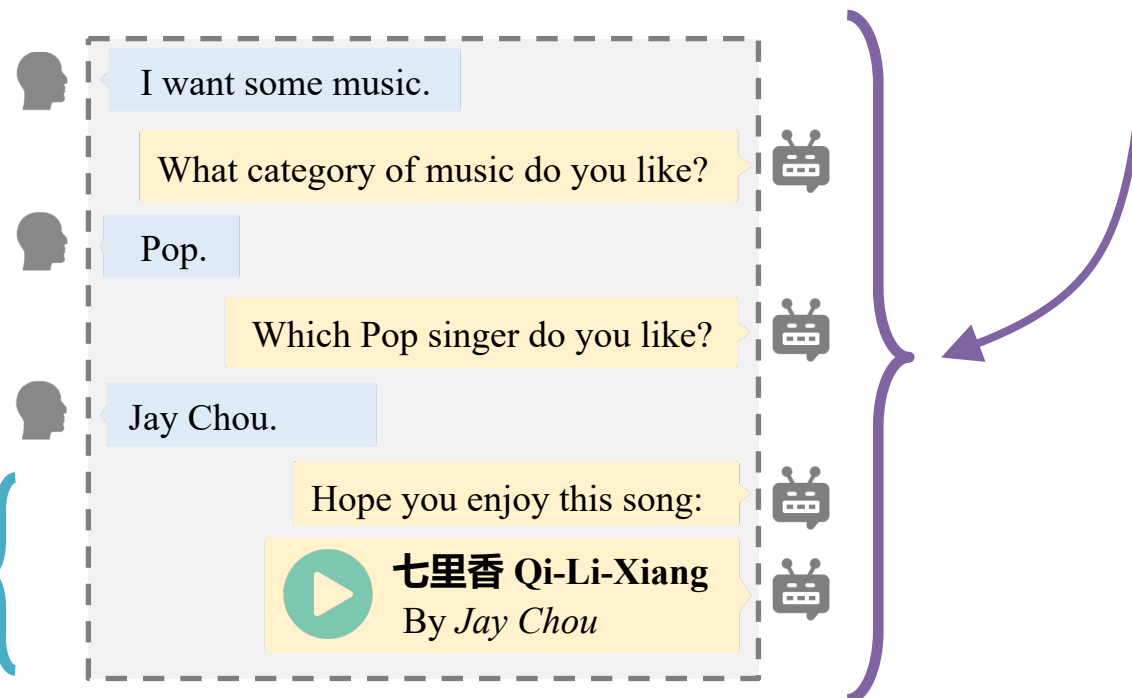 I want some music.
What category of music do you like?
Pop.
Which Pop singer do you like?
Jay Chou.
Hope you enjoy this song:
七里香 Qi-Li-Xiang
By Jay Chou